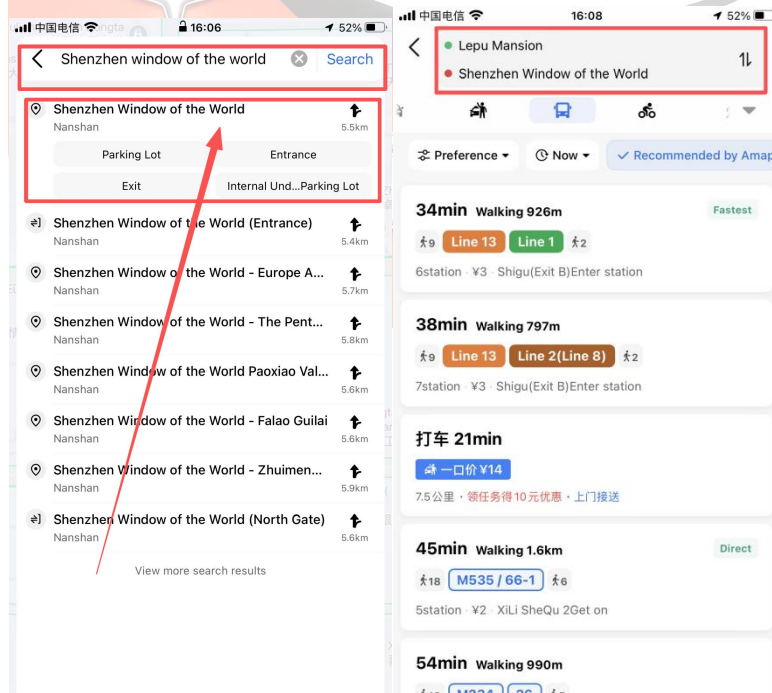 中国电信 16:06 52%
Shenzhen window of the world Search
Shenzhen Window of the World
Nanshan 5.5km
Parking Lot Entrance
Exit Internal Und...Parking Lot
Shenzhen Window of the World (Entrance)
Nanshan 5.4km
Shenzhen Window of the World - Europe A...
Nanshan 5.7km
Shenzhen Window of the World - The Pent...
Nanshan 5.8km
Shenzhen Window of the World Paoxiao Val...
Nanshan 5.6km
Shenzhen Window of the World - Falao Guilai
Nanshan 5.6km
Shenzhen Window of the World - Zhuimen...
Nanshan 5.9km
Shenzhen Window of the World (North Gate)
Nanshan 5.6km
View more search results
中国电信 16:08 52%
Lepu Mansion
Shenzhen Window of the World
Preference Now Recommended by Amap
34min Walking 926m Fastest
9 Line 13 Line 1 2
6station · ¥3 · Shigu(Exit B)Enter station
38min Walking 797m
9 Line 13 Line 2(Line 8) 2
7station · ¥3 · Shigu(Exit B)Enter station
打车 21min
一口价 ¥14
7.5公里 · 领任务得10元优惠 · 上门接送
45min Walking 1.6km Direct
18 M535 / 66-1 6
5station · ¥2 · XiLi SheQu 2Get on
54min Walking 990m